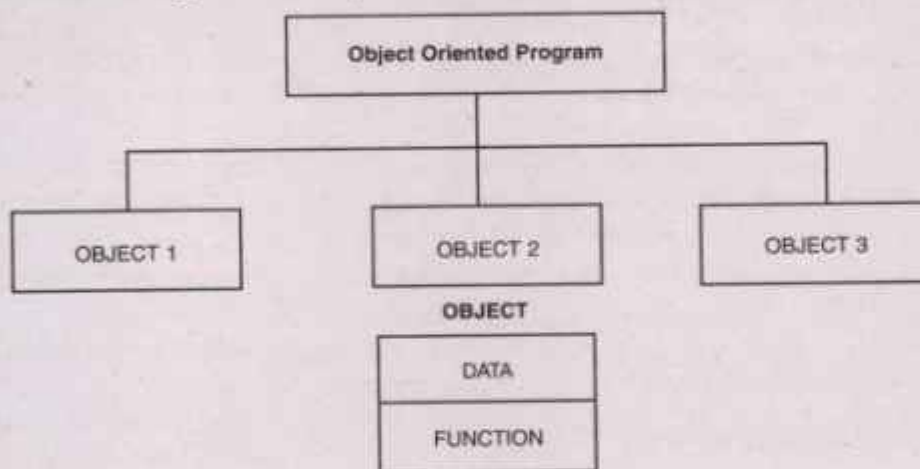 Object Oriented Program
OBJECT 1
OBJECT 2
OBJECT 3
OBJECT
DATA
FUNCTION